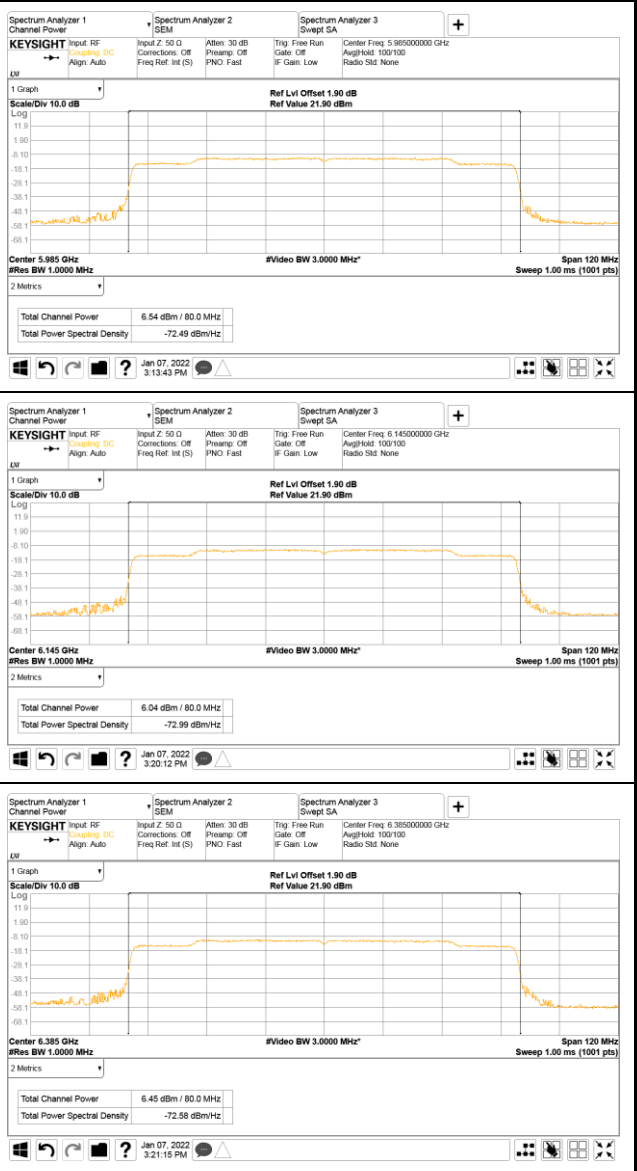 Spectrum Analyzer 1
Channel Power
Spectrum Analyzer 2
SEM
Spectrum Analyzer 3
Swept SA
+
KEYSIGHT
Input: RF
Coupling: DC
Align: Auto
Input Z: 50 Ω
Corrections: Off
Freq Ref: Int (S)
Atten: 30 dB
Preamp: Off
PNO: Fast
Trig: Free Run
Gate: Off
IF Gain: Low
Center Freq: 5.985000000 GHz
Avg|Hold: 100/100
Radio Std: None
LXI
1 Graph
Scale/Div 10.0 dB
Ref Lvl Offset 1.90 dB
Ref Value 21.90 dBm
Log
11.9
1.90
-8.10
-18.1
-28.1
-38.1
-48.1
-58.1
-68.1
Center 5.985 GHz
#Res BW 1.0000 MHz
#Video BW 3.0000 MHz*
Span 120 MHz
Sweep 1.00 ms (1001 pts)
2 Metrics
Total Channel Power 6.54 dBm / 80.0 MHz
Total Power Spectral Density -72.49 dBm/Hz
?
Jan 07, 2022
3:13:43 PM
Spectrum Analyzer 1
Channel Power
Spectrum Analyzer 2
SEM
Spectrum Analyzer 3
Swept SA
+
KEYSIGHT
Input: RF
Coupling: DC
Align: Auto
Input Z: 50 Ω
Corrections: Off
Freq Ref: Int (S)
Atten: 30 dB
Preamp: Off
PNO: Fast
Trig: Free Run
Gate: Off
IF Gain: Low
Center Freq: 6.145000000 GHz
Avg|Hold: 100/100
Radio Std: None
LXI
1 Graph
Scale/Div 10.0 dB
Ref Lvl Offset 1.90 dB
Ref Value 21.90 dBm
Log
11.9
1.90
-8.10
-18.1
-28.1
-38.1
-48.1
-58.1
-68.1
Center 6.145 GHz
#Res BW 1.0000 MHz
#Video BW 3.0000 MHz*
Span 120 MHz
Sweep 1.00 ms (1001 pts)
2 Metrics
Total Channel Power 6.04 dBm / 80.0 MHz
Total Power Spectral Density -72.99 dBm/Hz
?
Jan 07, 2022
3:20:12 PM
Spectrum Analyzer 1
Channel Power
Spectrum Analyzer 2
SEM
Spectrum Analyzer 3
Swept SA
+
KEYSIGHT
Input: RF
Coupling: DC
Align: Auto
Input Z: 50 Ω
Corrections: Off
Freq Ref: Int (S)
Atten: 30 dB
Preamp: Off
PNO: Fast
Trig: Free Run
Gate: Off
IF Gain: Low
Center Freq: 6.385000000 GHz
Avg|Hold: 100/100
Radio Std: None
LXI
1 Graph
Scale/Div 10.0 dB
Ref Lvl Offset 1.90 dB
Ref Value 21.90 dBm
Log
11.9
1.90
-8.10
-18.1
-28.1
-38.1
-48.1
-58.1
-68.1
Center 6.385 GHz
#Res BW 1.0000 MHz
#Video BW 3.0000 MHz*
Span 120 MHz
Sweep 1.00 ms (1001 pts)
2 Metrics
Total Channel Power 6.45 dBm / 80.0 MHz
Total Power Spectral Density -72.58 dBm/Hz
?
Jan 07, 2022
3:21:15 PM